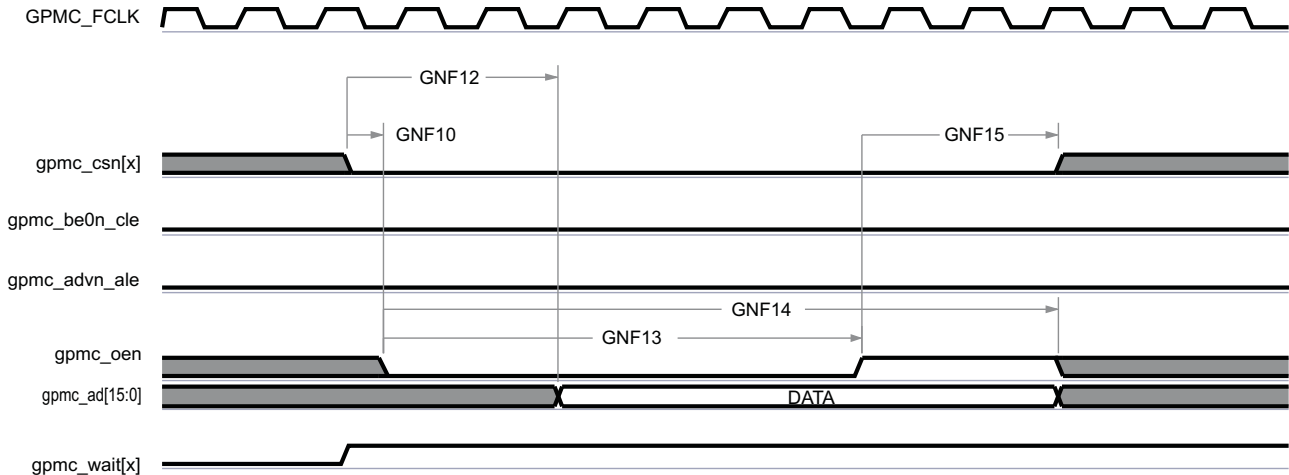 GPMC_FCLK
GNF12
GNF10
GNF15
gpmc_csn[x]
gpmc_be0n_cle
gpmc_advn_ale
GNF14
GNF13
gpmc_oen
gpmc_ad[15:0]
DATA
gpmc_wait[x]